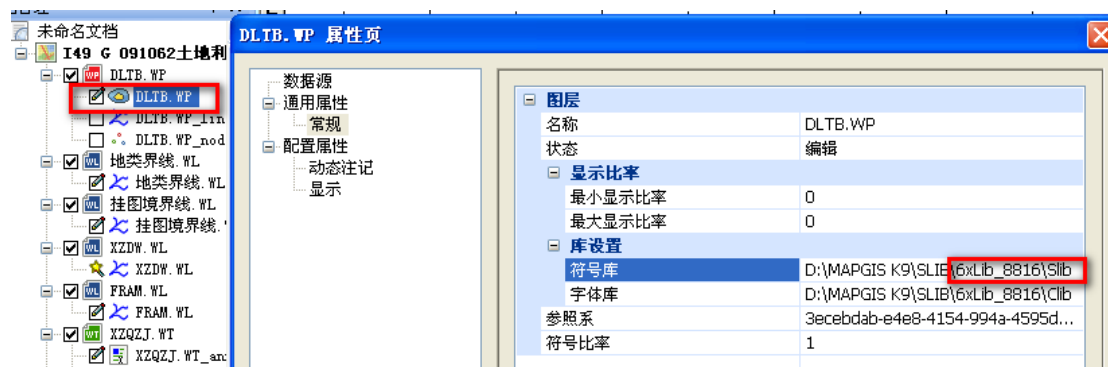 未命名文档
I49 G 091062土地利
DLTB.WP
DLTB.WP
DLTB.WP_lin
DLTB.WP_nod
地类界线.WL
地类界线.WL
挂图境界线.WL
挂图境界线.
XZDW.WL
XZDW.WL
FRAM.WL
FRAM.WL
XZQZJ.WT
XZQZJ.WT_an
DLTB.WP 属性页
数据源
通用属性
常规
配置属性
动态注记
显示
图层
名称 DLTB.WP
状态 编辑
显示比率
最小显示比率 0
最大显示比率 0
库设置
符号库 D:\MAPGIS K9\SLIB\6xLib_8816\Slib
字体库 D:\MAPGIS K9\SLIB\6xLib_8816\Clib
参照系 3ecebdab-e4e8-4154-994a-4595d...
符号比率 1